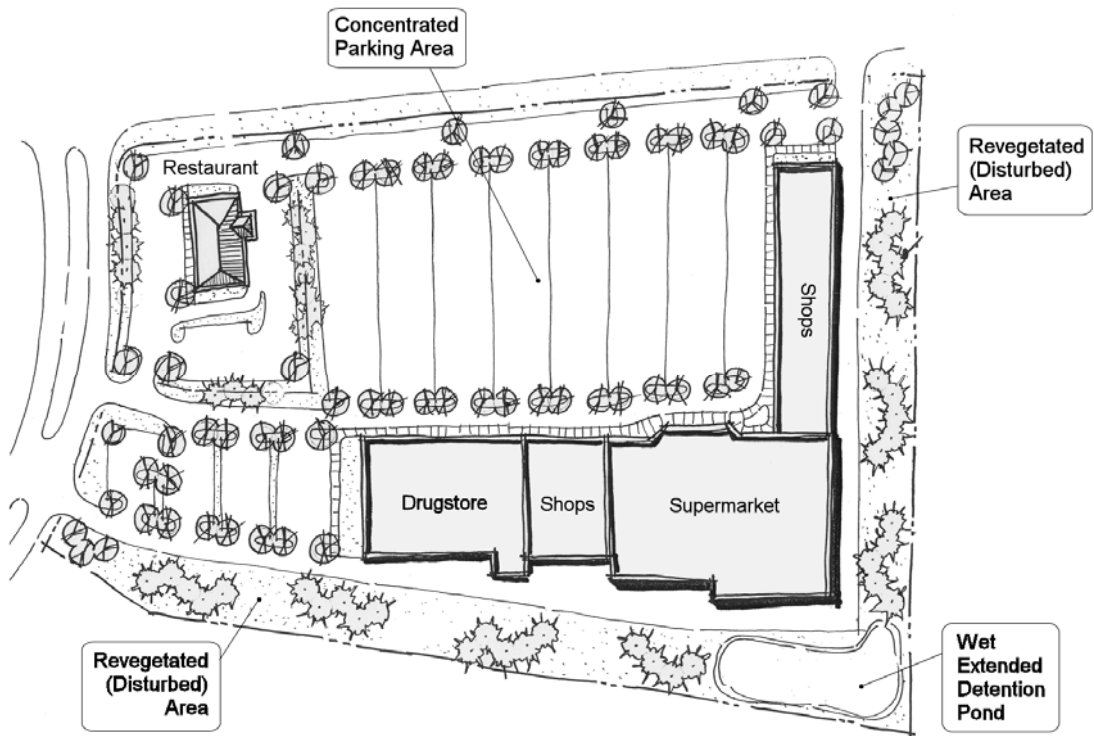 Concentrated
Parking Area
Restaurant
Revegetated
(Disturbed)
Area
Shops
Drugstore
Shops
Supermarket
Revegetated
(Disturbed)
Area
Wet
Extended
Detention
Pond